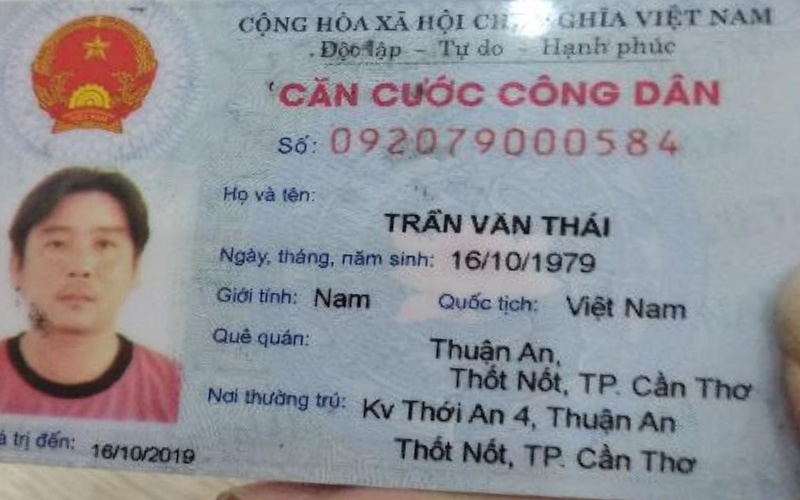 CỘNG HÒA XÃ HỘI NGHĨA VIỆT NAM
Độc lập - Tự do - Hạnh phúc
CĂN CƯỚC CÔNG DÂN
Số: 092079000584
Họ và tên:
TRẦN VĂN THÁI
Ngày, tháng, năm sinh: 16/10/1979
Giới tính: Nam Quốc tịch: Việt Nam
Quê quán:
Thuận An,
Thốt Nốt, TP. Cần Thơ
Nơi thường trú: Kv Thới An 4, Thuận An
Thốt Nốt, TP. Cần Thơ
trị đến: 16/10/2019